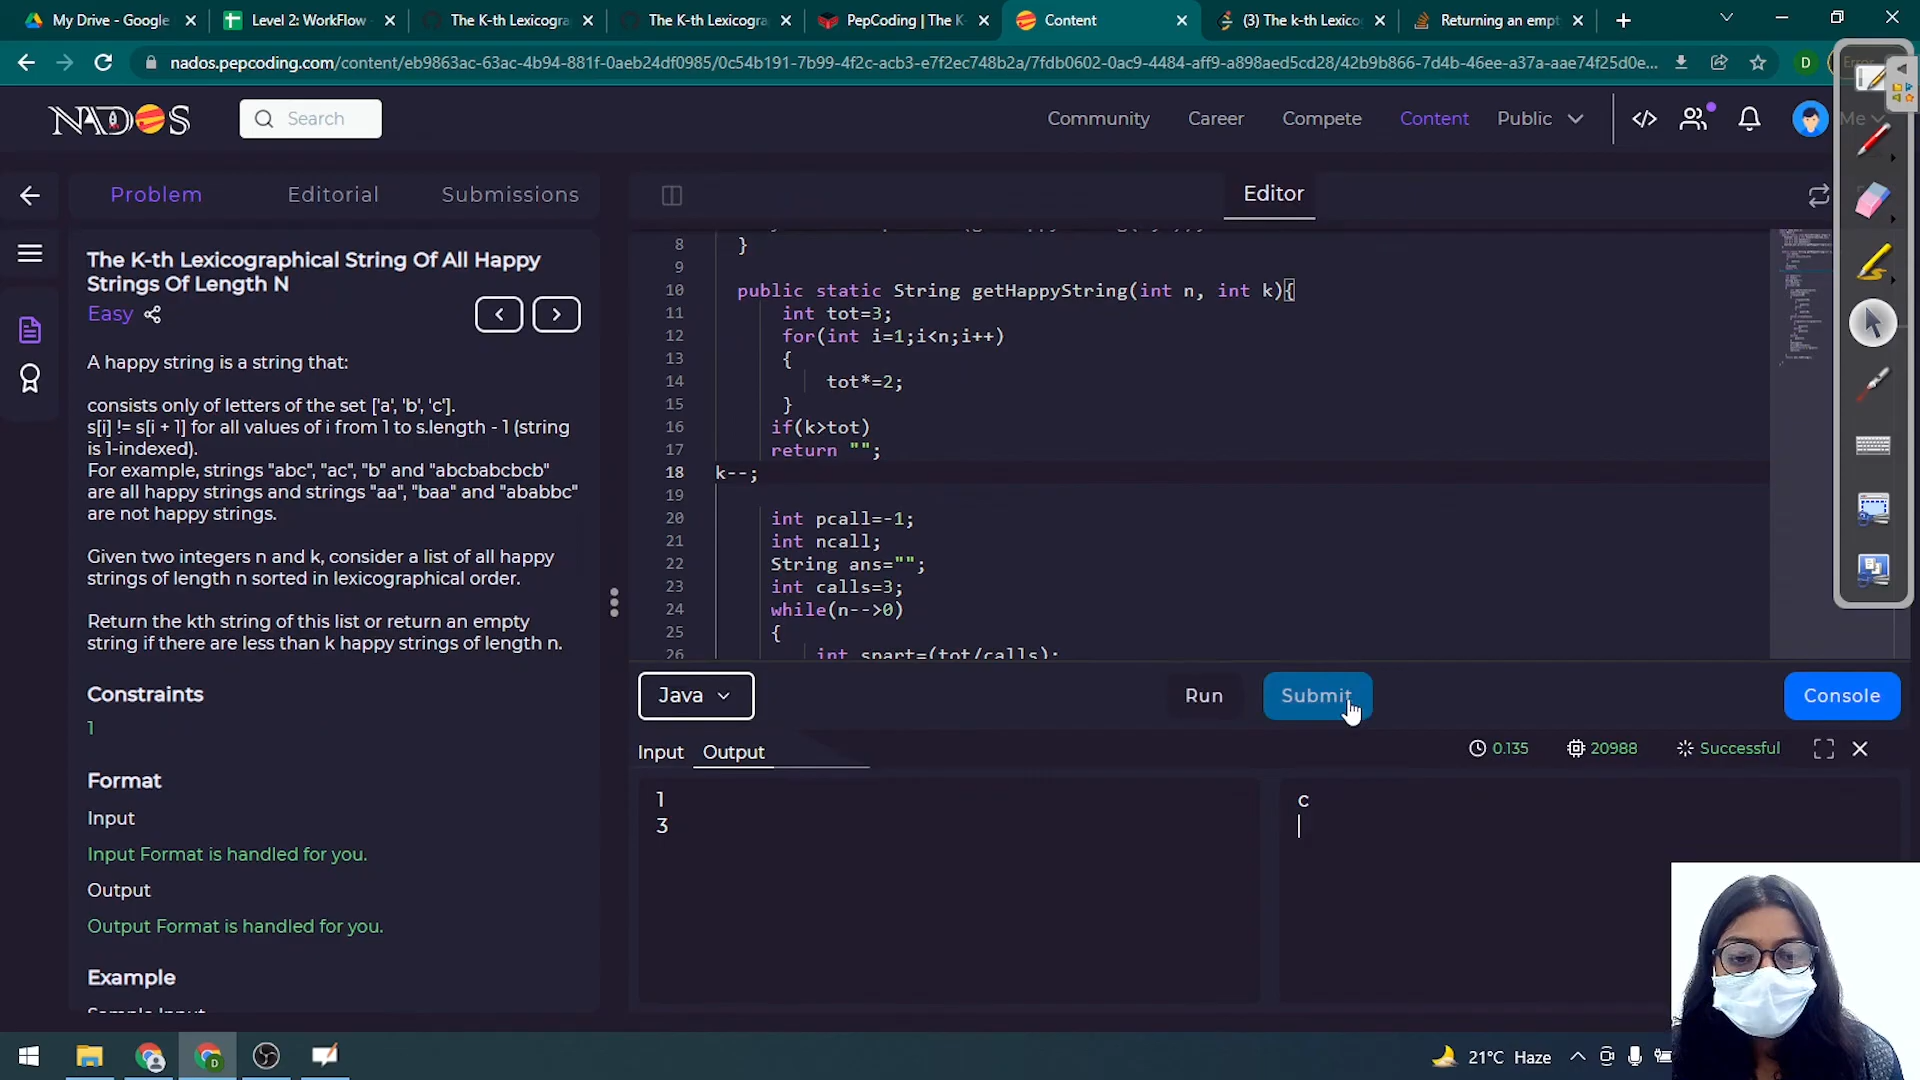 My Drive - Google
Level 2: WorkFlow
The K-th Lexicogra
The K-th Lexicogra
PepCoding | The K
Content
(3) The k-th Lexico
Returning an empt
nados.pepcoding.com/content/eb9863ac-63ac-4b94-881f-0aeb24df0985/0c54b191-7b99-4f2c-acb3-e7f2ec748b2a/7fdb0602-0ac9-4484-aff9-a898aed5cd28/42b9b866-7d4b-46ee-a37a-aae74f25d0e...
D
NADOS
Search
Community
Career
Compete
Content
Public
Me
Problem
Editorial
Submissions
Editor
The K-th Lexicographical String Of All Happy
Strings Of Length N
Easy
A happy string is a string that:
consists only of letters of the set ['a', 'b', 'c'].
s[i] != s[i + 1] for all values of i from 1 to s.length - 1 (string
is 1-indexed).
For example, strings "abc", "ac", "b" and "abcbabcbcb"
are all happy strings and strings "aa", "baa" and "ababbc"
are not happy strings.
Given two integers n and k, consider a list of all happy
strings of length n sorted in lexicographical order.
Return the kth string of this list or return an empty
string if there are less than k happy strings of length n.
Constraints
1
Format
Input
Input Format is handled for you.
Output
Output Format is handled for you.
Example
Sample Input
8 }
9
10 public static String getHappyString(int n, int k){
11 int tot=3;
12 for(int i=1;i<n;i++)
13 {
14 tot*=2;
15 }
16 if(k>tot)
17 return "";
18 k--;
19
20 int pcall=-1;
21 int ncall;
22 String ans="";
23 int calls=3;
24 while(n-->0)
25 {
26 int spart=(tot/calls);
Java
Run
Submit
Console
Input
Output
0.135
20988
Successful
1
3
c
21°C Haze